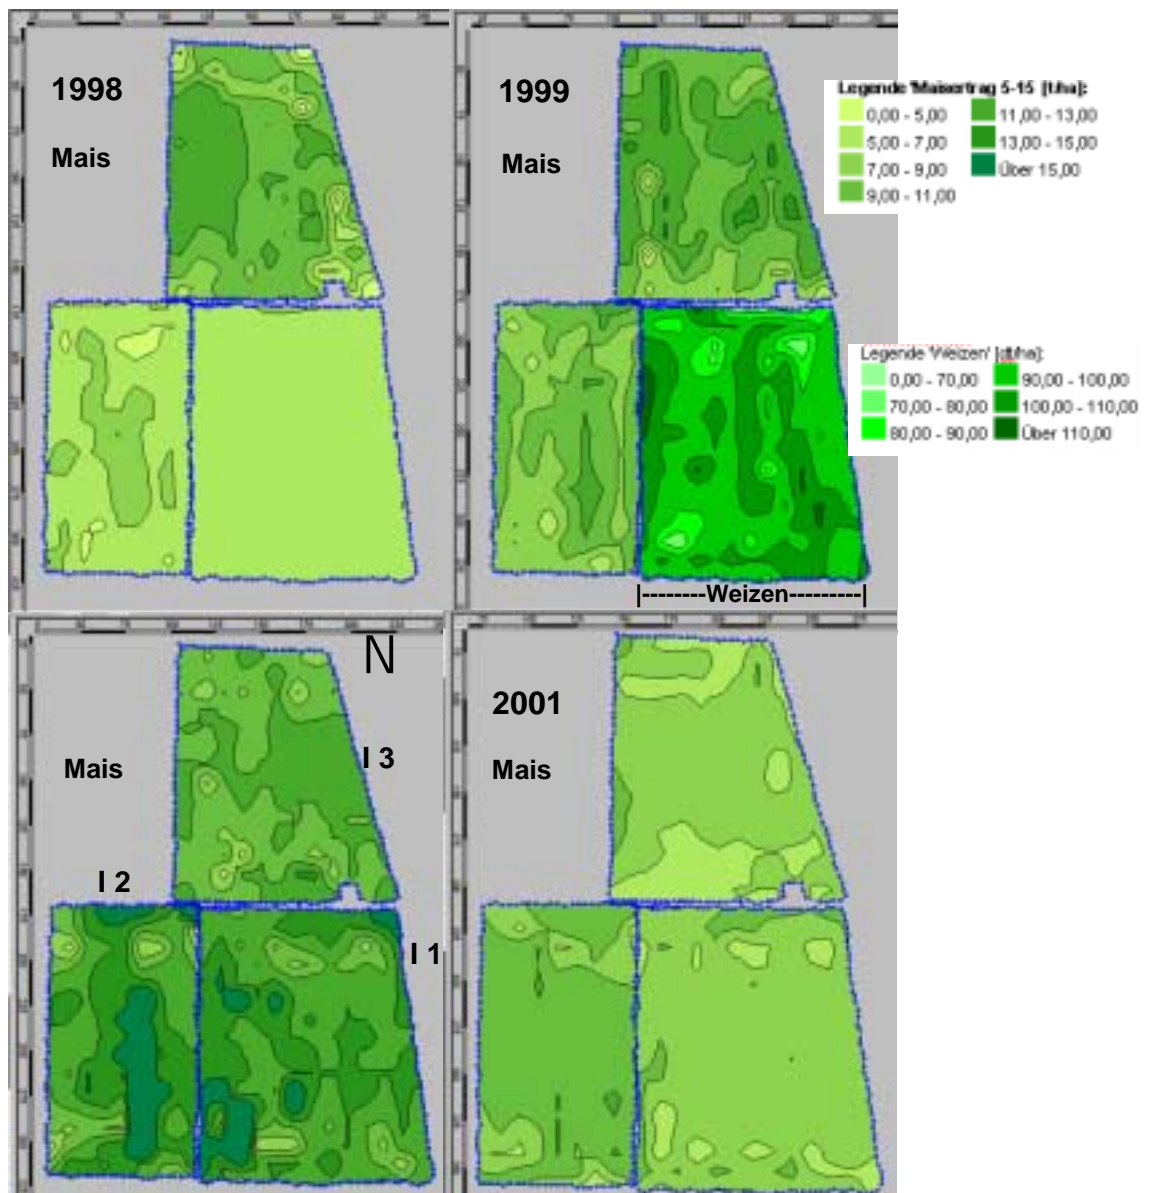 1998
Mais
1999
Mais
Legende 'Maisertrag 5-15 [t/ha]:
0,00 - 5,00 11,00 - 13,00
5,00 - 7,00 13,00 - 15,00
7,00 - 9,00 Über 15,00
9,00 - 11,00
Legende 'Weizen' [dt/ha]:
0,00 - 70,00 90,00 - 100,00
70,00 - 80,00 100,00 - 110,00
80,00 - 90,00 Über 110,00
|--------Weizen---------|
N
Mais
I 3
I 2
I 1
2001
Mais